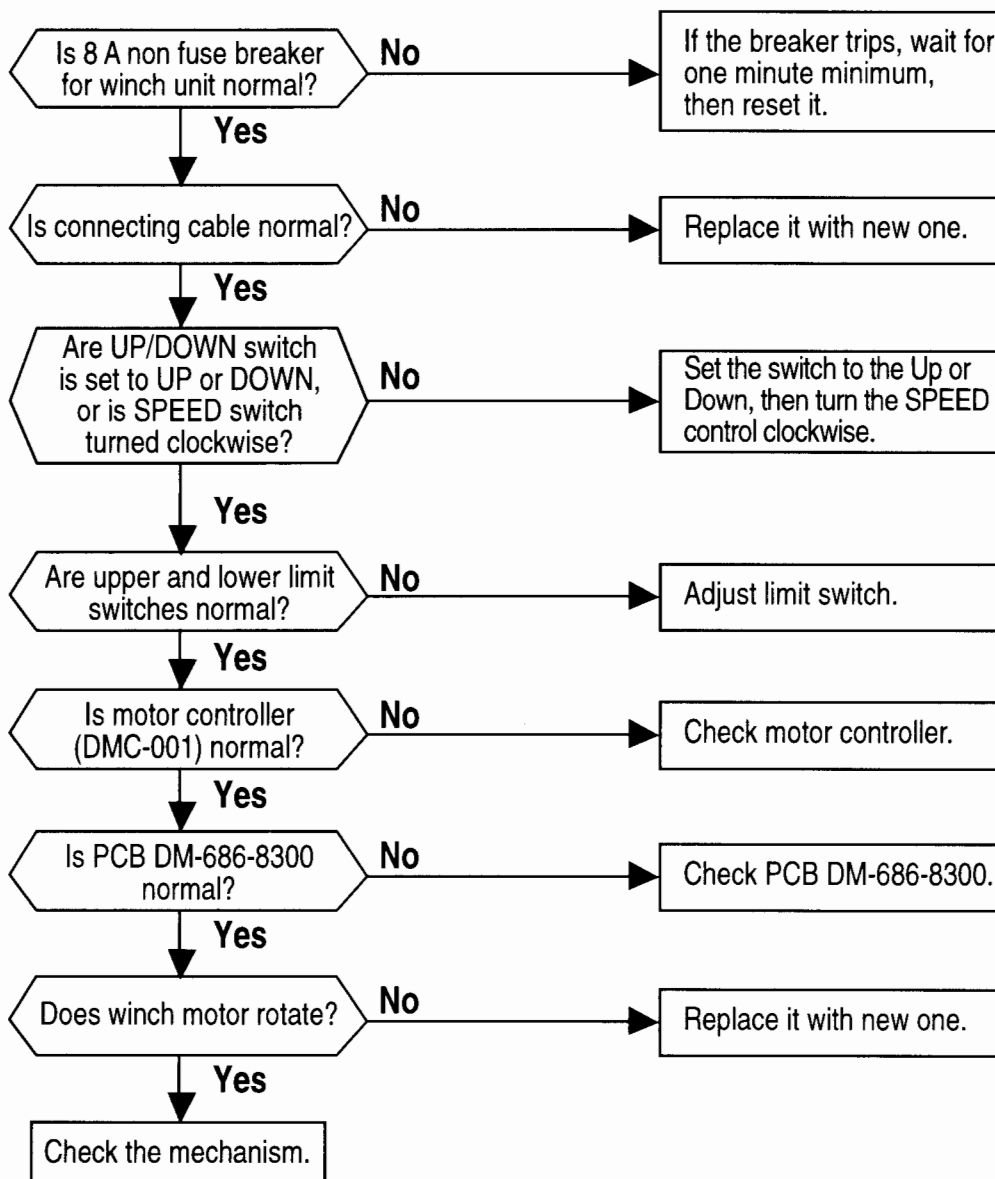 Is 8 A non fuse breaker
for winch unit normal?
No
If the breaker trips, wait for
one minute minimum,
then reset it.
Yes
Is connecting cable normal?
No
Replace it with new one.
Yes
Are UP/DOWN switch
is set to UP or DOWN,
or is SPEED switch
turned clockwise?
No
Set the switch to the Up or
Down, then turn the SPEED
control clockwise.
Yes
Are upper and lower limit
switches normal?
No
Adjust limit switch.
Yes
Is motor controller
(DMC-001) normal?
No
Check motor controller.
Yes
Is PCB DM-686-8300
normal?
No
Check PCB DM-686-8300.
Yes
Does winch motor rotate?
No
Replace it with new one.
Yes
Check the mechanism.